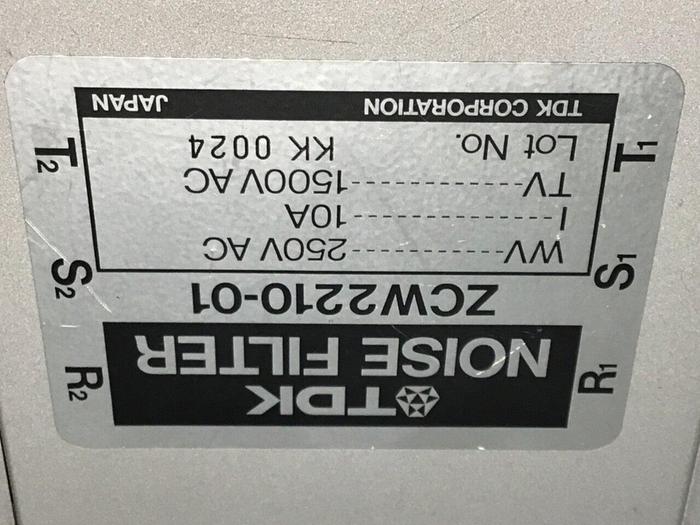 TDK
NOISE FILTER
ZCW2210-01
WV----------250V AC
I----------10A
TV----------1500V AC
Lot No. KK 0024
TDK CORPORATION JAPAN
R1
S1
T1
R2
S2
T2